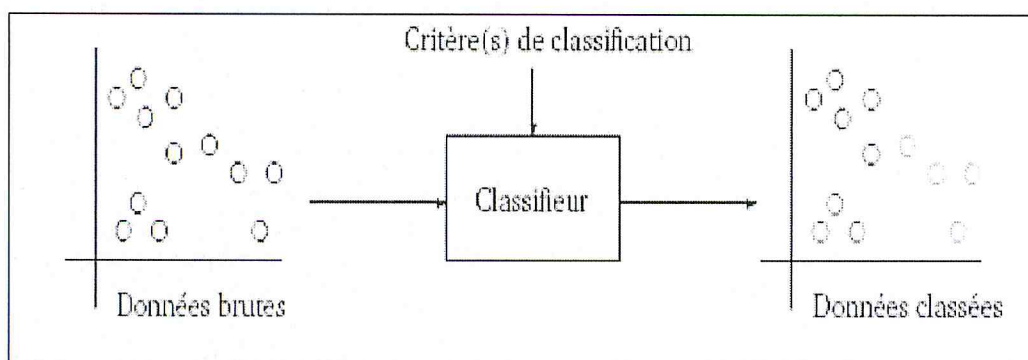 Critère(s) de classification
Classifieur
Données brutes
Données classées